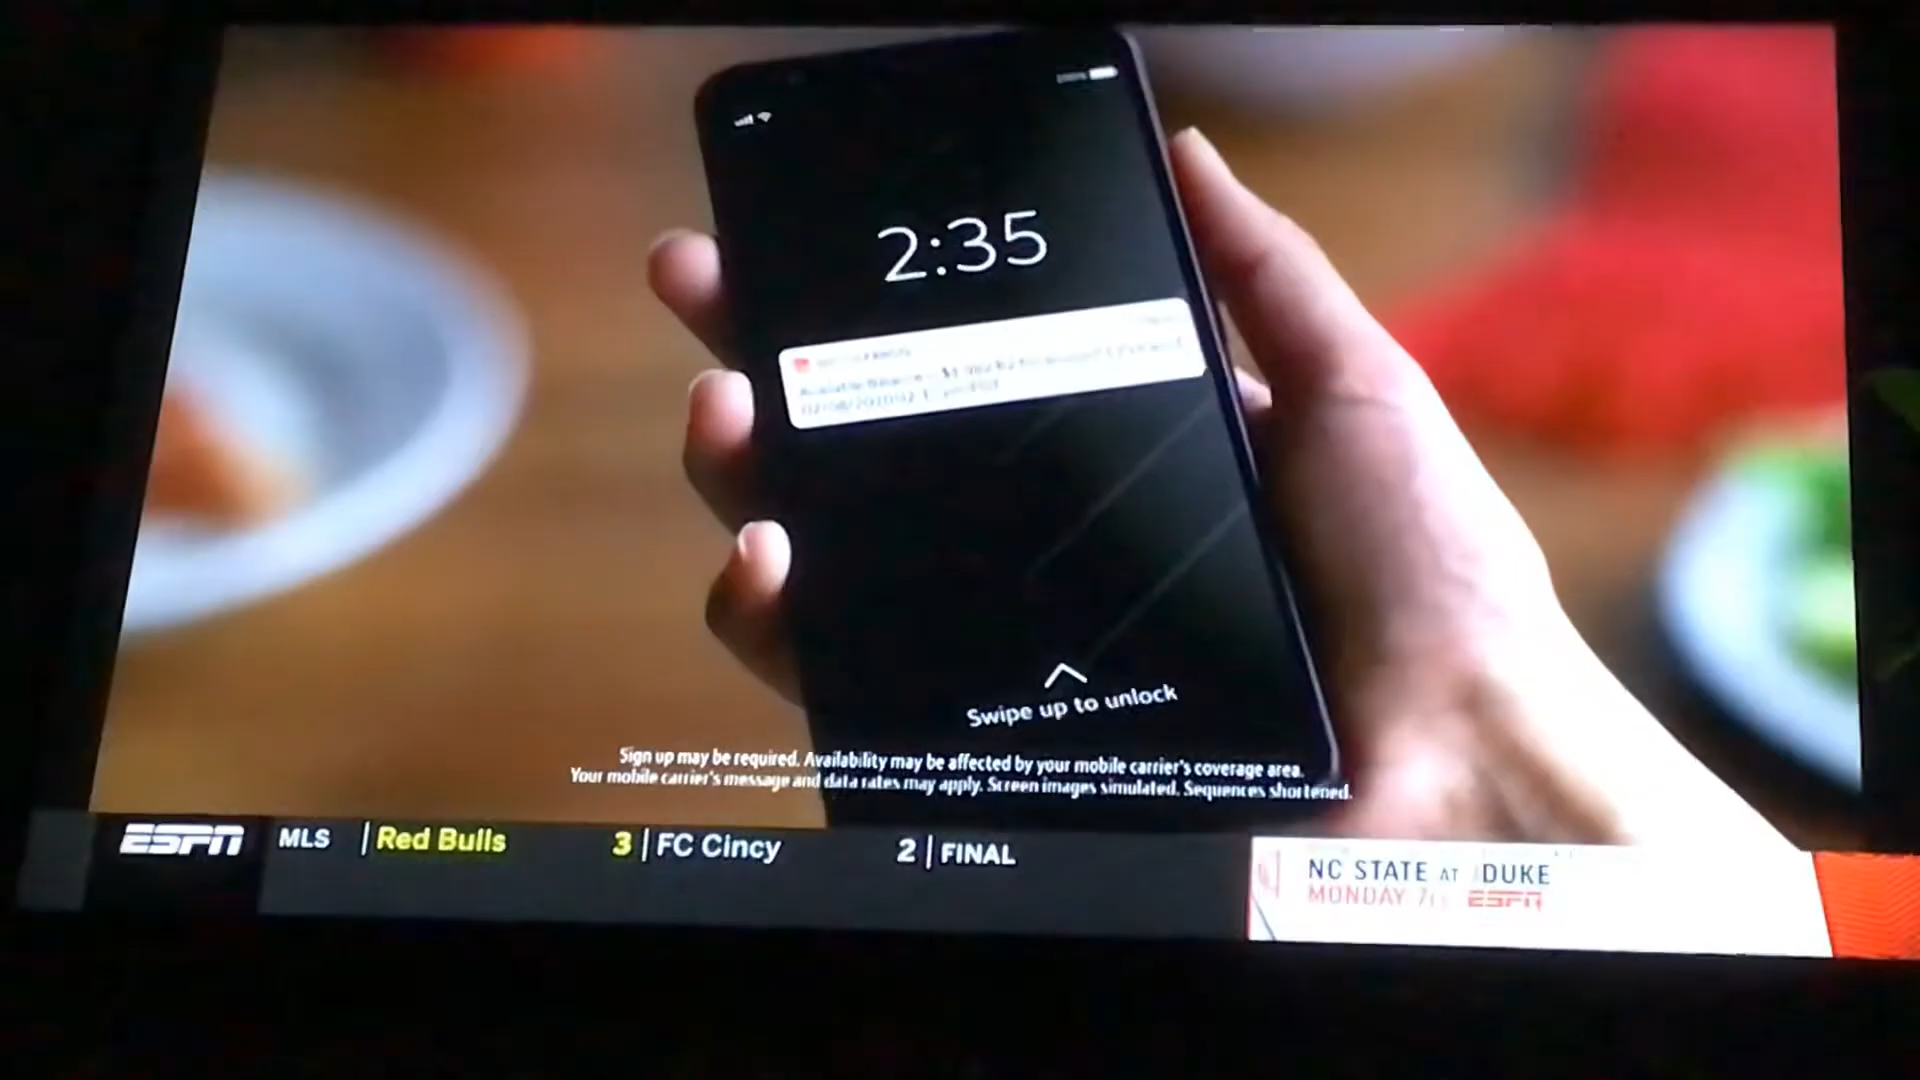 2:35
Available Balance
Swipe up to unlock
Sign up may be required. Availability may be affected by your mobile carrier's coverage area.
Your mobile carrier's message and data rates may apply. Screen images simulated. Sequences shortened.
ESPN MLS | Red Bulls 3 | FC Cincy 2 | FINAL
NC STATE AT DUKE
MONDAY ESPN